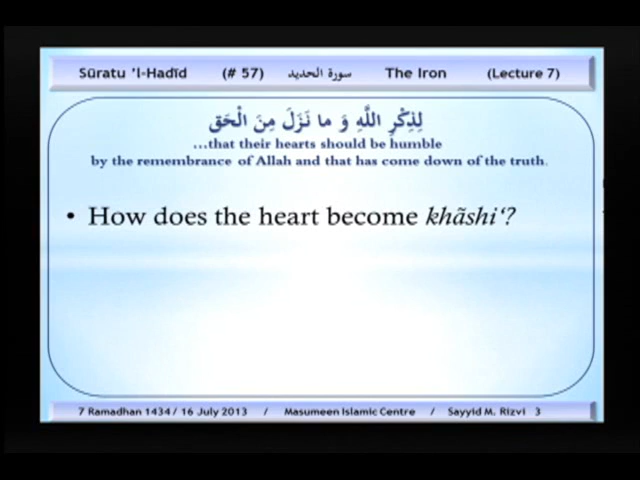 Sūratu 'l-Hadīd (# 57) سورة الحديد The Iron (Lecture 7)
لِذِكْرِ اللَّهِ وَ ما نَزَلَ مِنَ الْحَق
...that their hearts should be humble
by the remembrance of Allah and that has come down of the truth.
• How does the heart become khãshi‘?
7 Ramadhan 1434 / 16 July 2013 / Masumeen Islamic Centre / Sayyid M. Rizvi 3